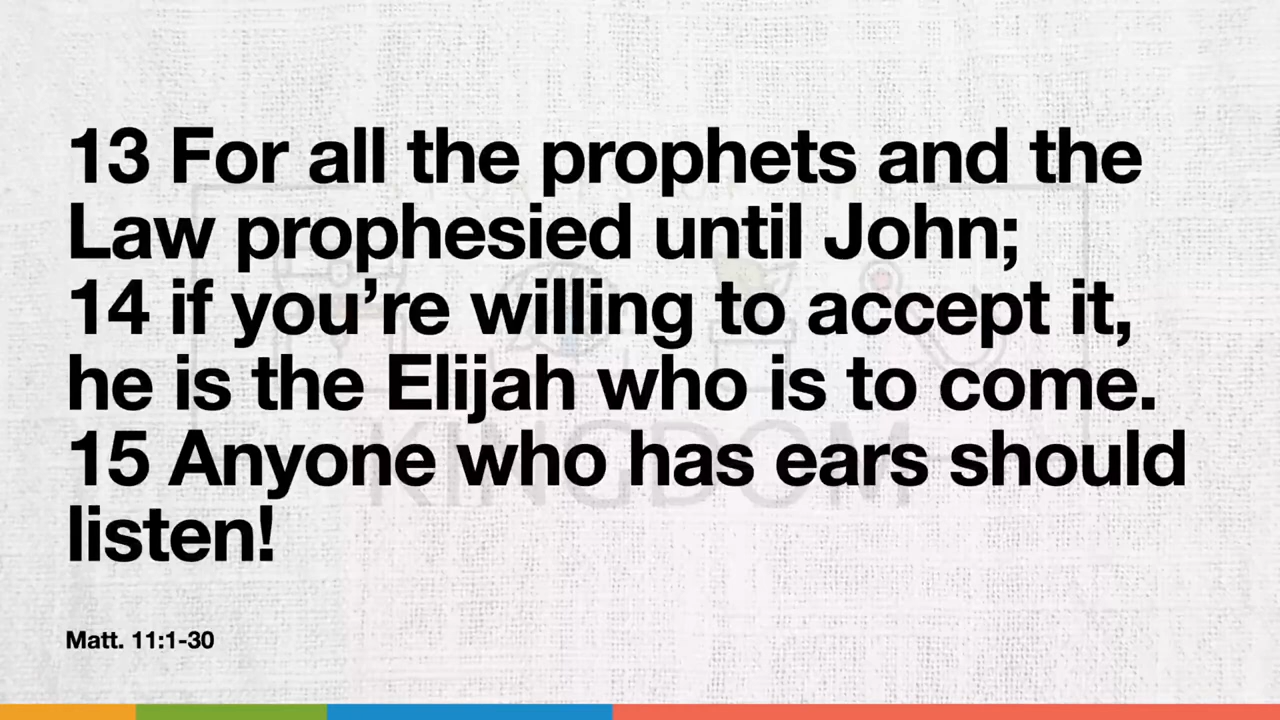 13 For all the prophets and the
Law prophesied until John;
14 if you’re willing to accept it,
he is the Elijah who is to come.
15 Anyone who has ears should
listen!
KINGDOM
Matt. 11:1-30